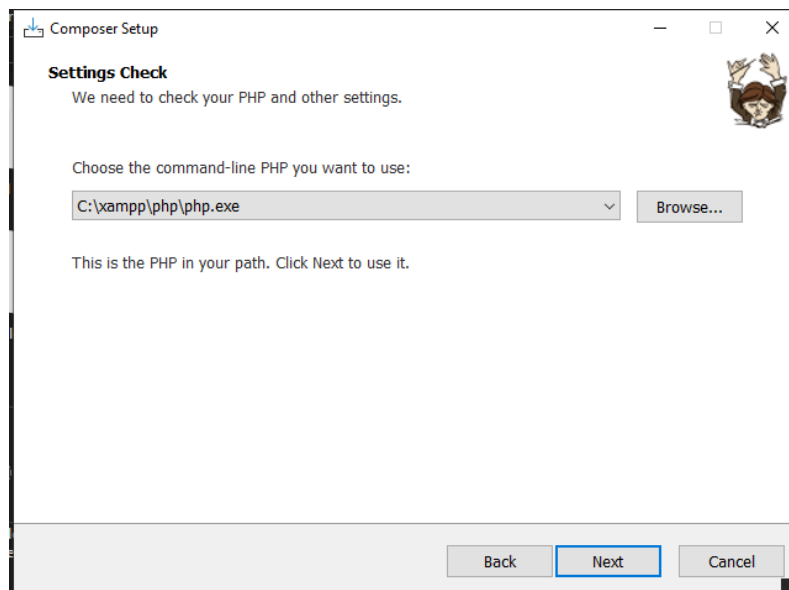 Composer Setup
Settings Check
We need to check your PHP and other settings.
Choose the command-line PHP you want to use:
C:\xampp\php\php.exe
Browse...
This is the PHP in your path. Click Next to use it.
Back
Next
Cancel